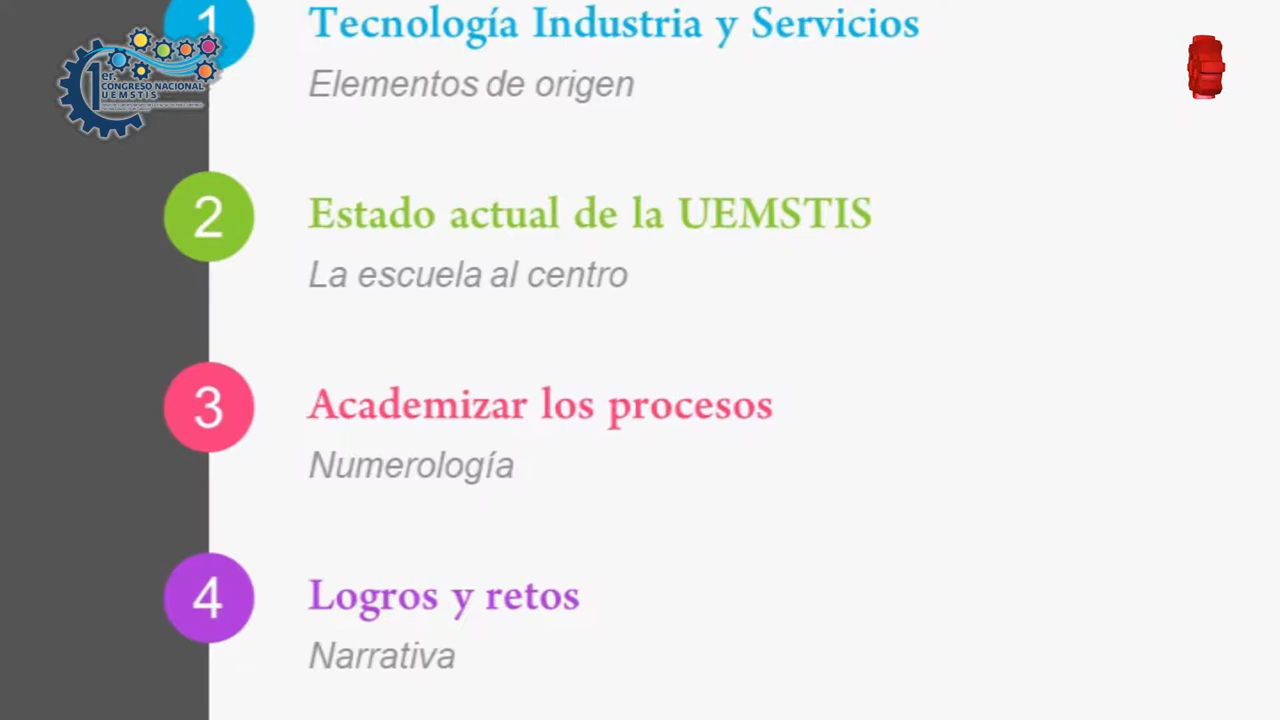 1
Tecnología Industria y Servicios
Elementos de origen
1er.
CONGRESO NACIONAL
UEMSTIS
2
Estado actual de la UEMSTIS
La escuela al centro
3
Academizar los procesos
Numerología
4
Logros y retos
Narrativa